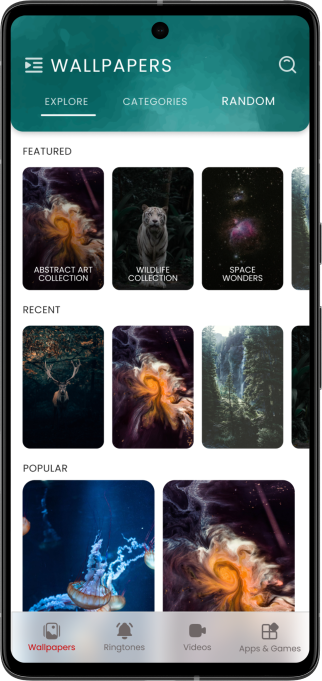 WALLPAPERS
EXPLORE CATEGORIES RANDOM
FEATURED
ABSTRACT ART
COLLECTION
WILDLIFE
COLLECTION
SPACE
WONDERS
RECENT
POPULAR
Wallpapers Ringtones Videos Apps & Games